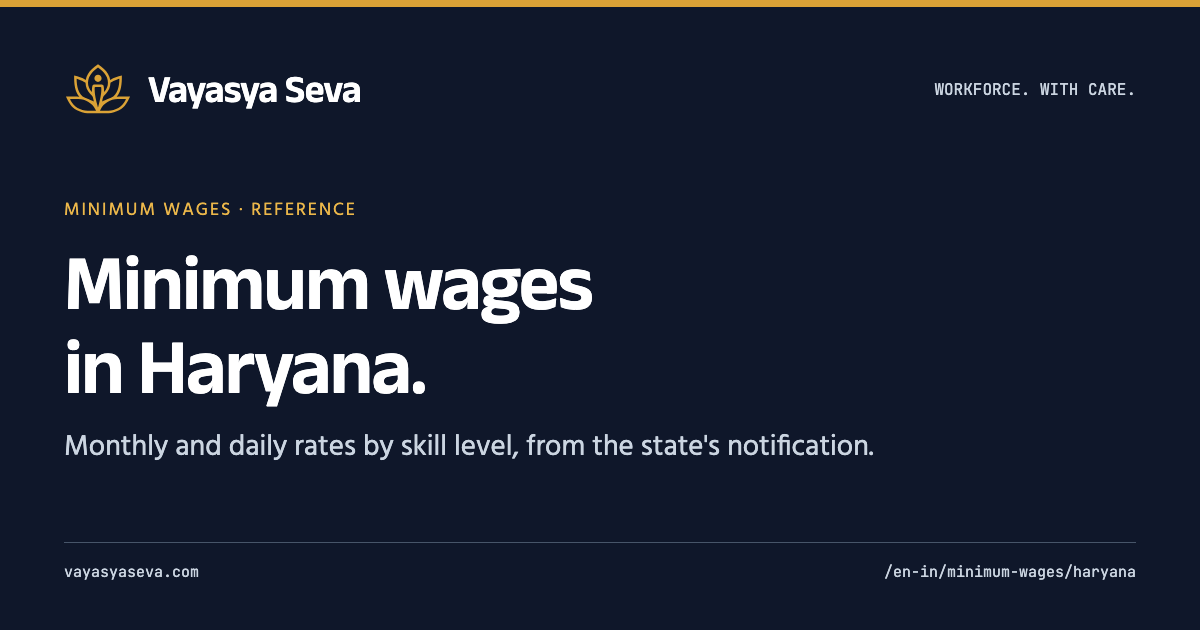 Vayasya Seva
WORKFORCE. WITH CARE.
MINIMUM WAGES · REFERENCE
Minimum wages
in Haryana.
Monthly and daily rates by skill level, from the state's notification.
vayasyaseva.com
/en-in/minimum-wages/haryana